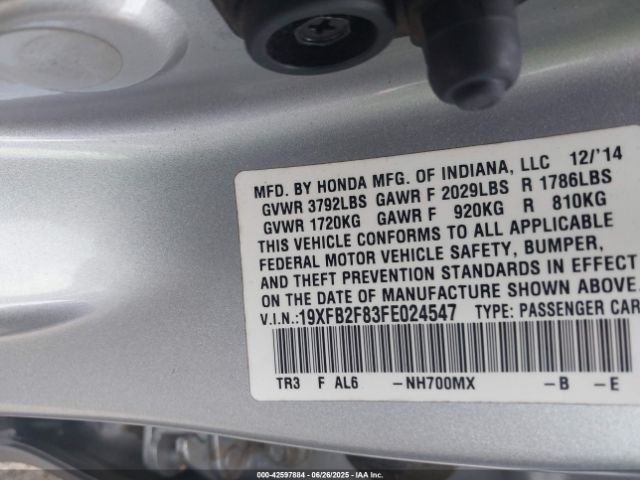 MFD. BY HONDA MFG. OF INDIANA, LLC 12/'14
GVWR 3792LBS GAWR F 2029LBS R 1786LBS
GVWR 1720KG GAWR F 920KG R 810KG
THIS VEHICLE CONFORMS TO ALL APPLICABLE
FEDERAL MOTOR VEHICLE SAFETY, BUMPER,
AND THEFT PREVENTION STANDARDS IN EFFECT
ON THE DATE OF MANUFACTURE SHOWN ABOVE.
V.I.N.:19XFB2F83FE024547 TYPE: PASSENGER CAR
TR3 F AL6 -NH700MX -B -E
000-42597884 - 06/26/2025 - IAA Inc.